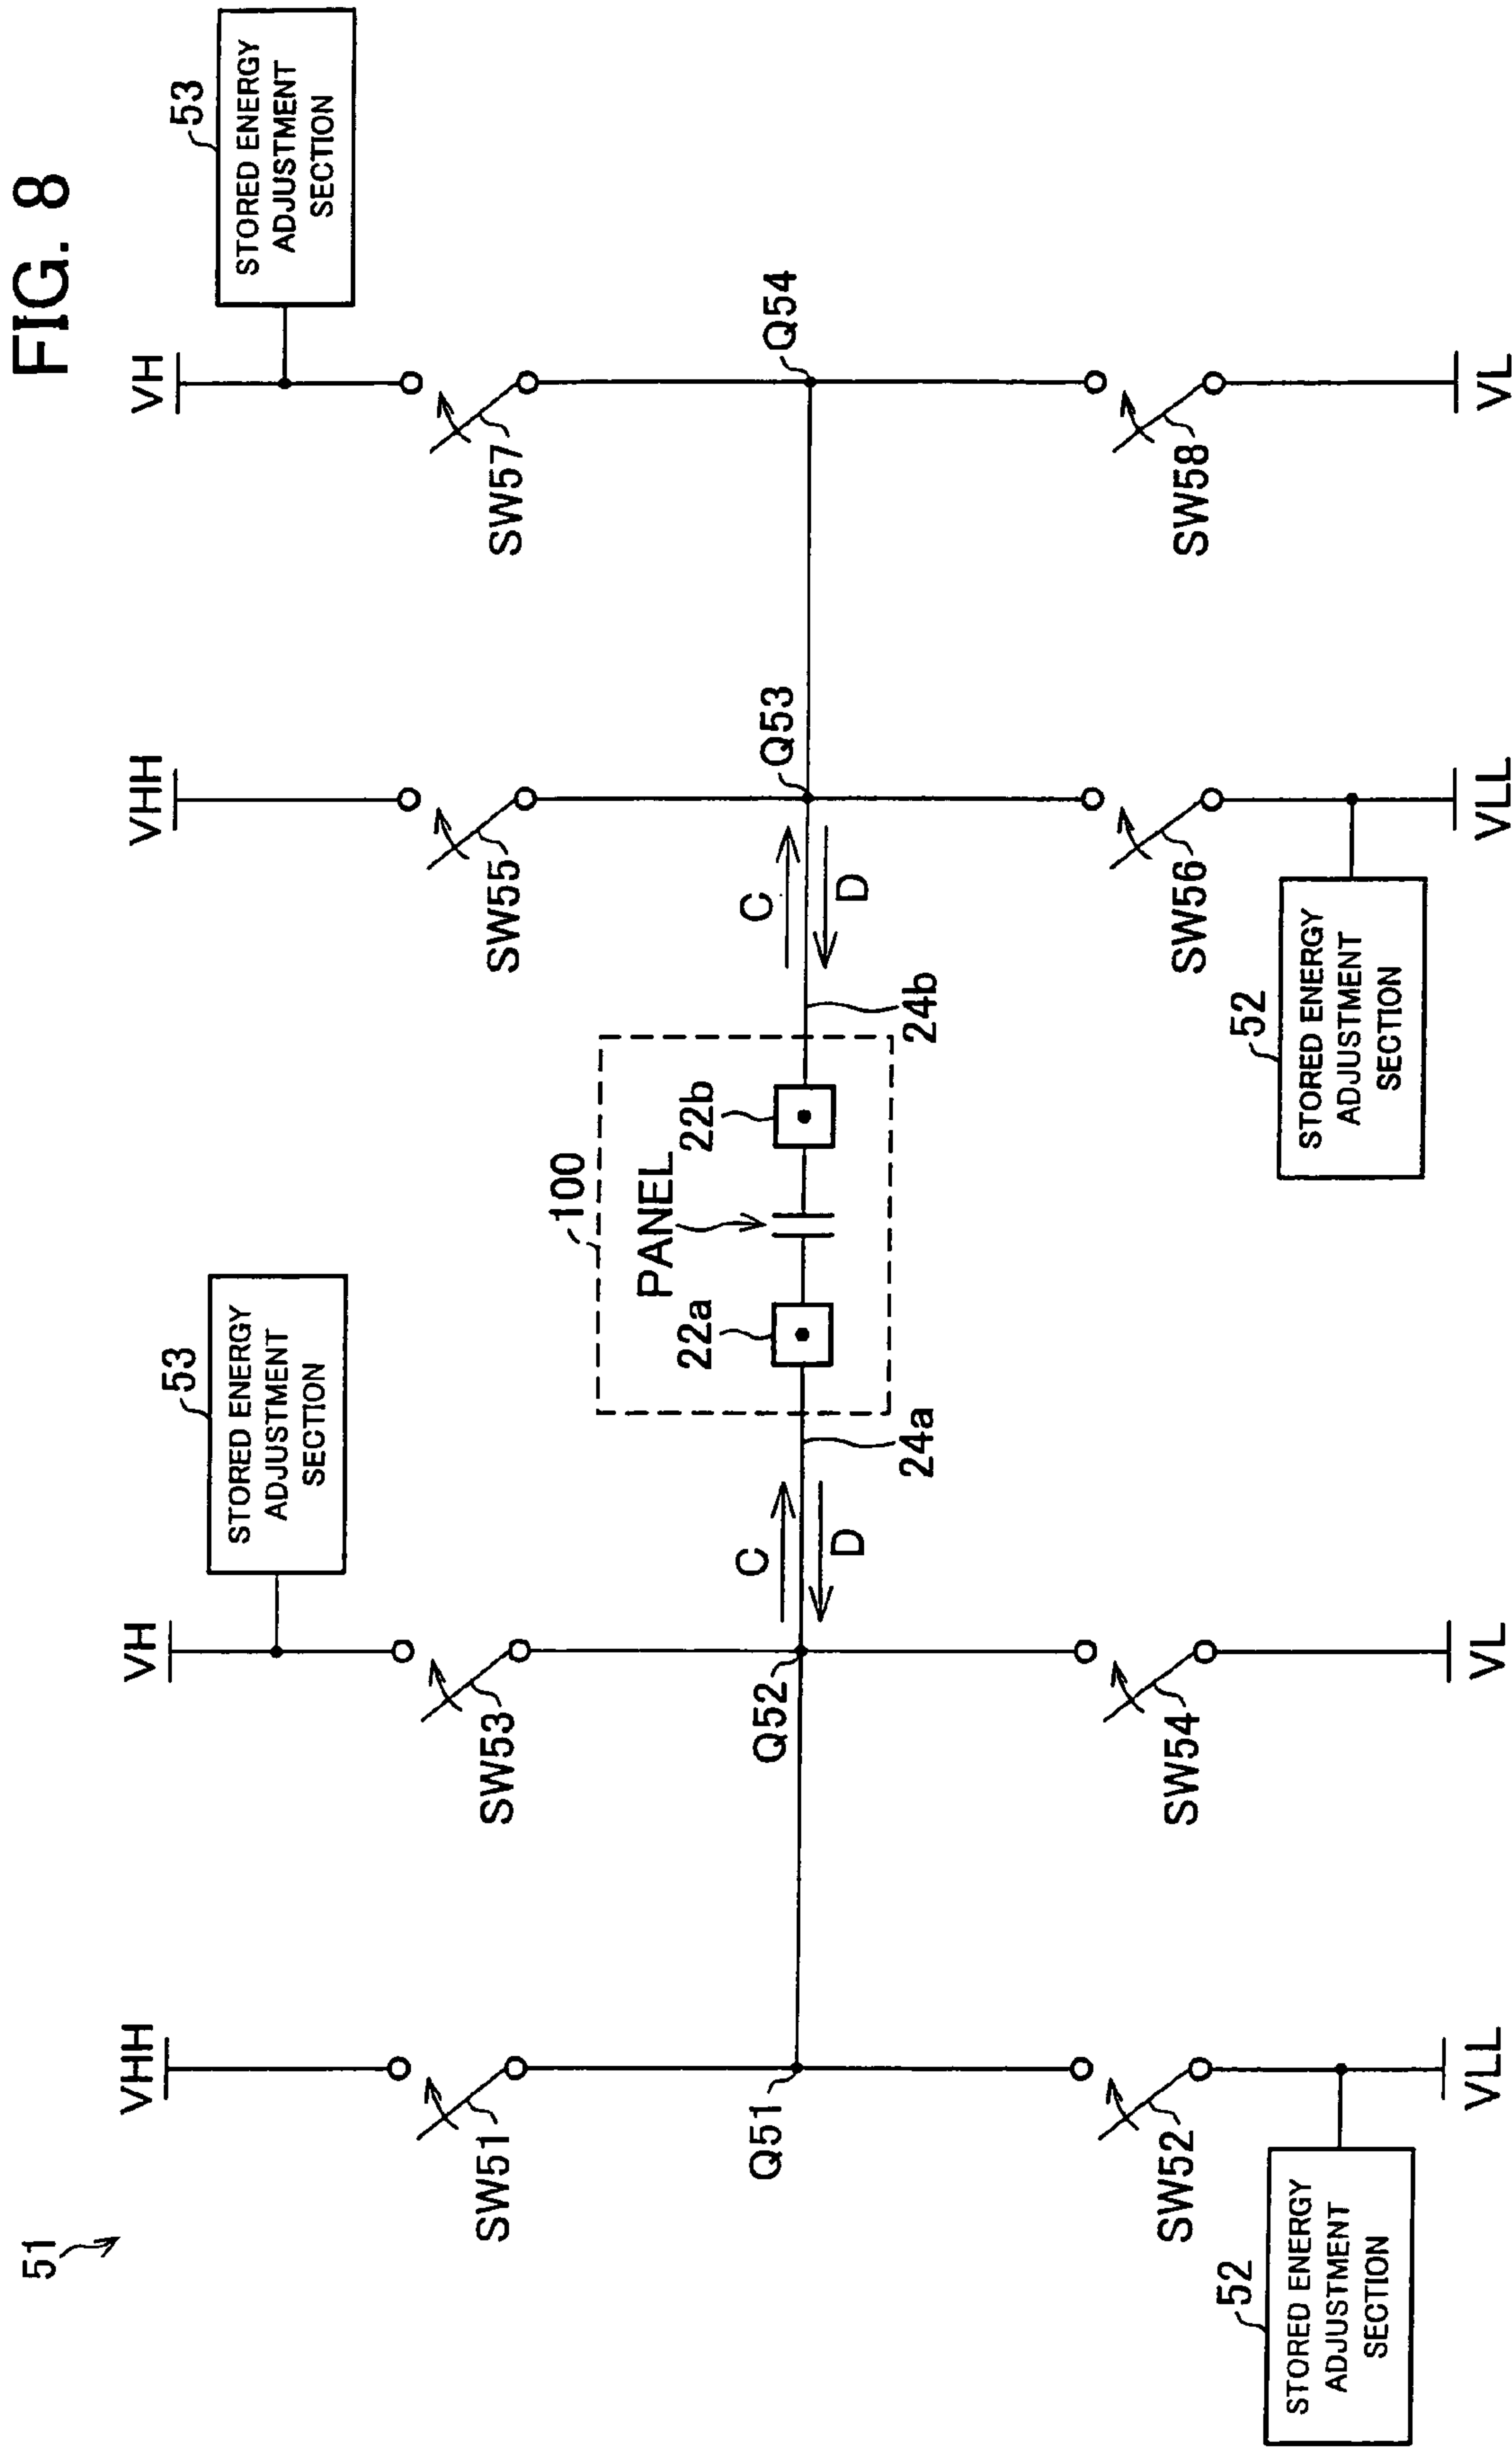 FIG. 8
51
VHH
VH
VHH
VH
53
STORED ENERGY
ADJUSTMENT
SECTION
53
STORED ENERGY
ADJUSTMENT
SECTION
SW51
SW53
SW55
SW57
100
PANEL
22a
22b
C
D
C
D
Q51
Q52
Q53
Q54
24a
24b
SW52
SW54
SW56
SW58
52
STORED ENERGY
ADJUSTMENT
SECTION
52
STORED ENERGY
ADJUSTMENT
SECTION
VLL
VL
VLL
VL